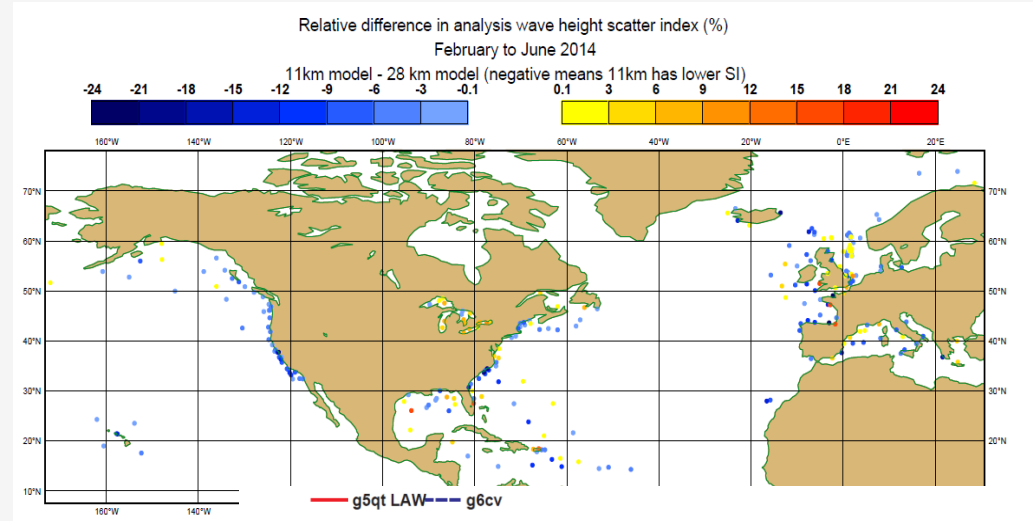 Relative difference in analysis wave height scatter index (%)
February to June 2014
11km model - 28 km model (negative means 11km has lower SI)
-24 -21 -18 -15 -12 -9 -6 -3 -0.1 0.1 3 6 9 12 15 18 21 24
160°W 140°W 120°W 100°W 80°W 60°W 40°W 20°W 0°E 20°E
70°N 70°N
60°N 60°N
50°N 50°N
40°N 40°N
30°N 30°N
20°N 20°N
10°N
160°W 140°W
g5qt LAW g6cv